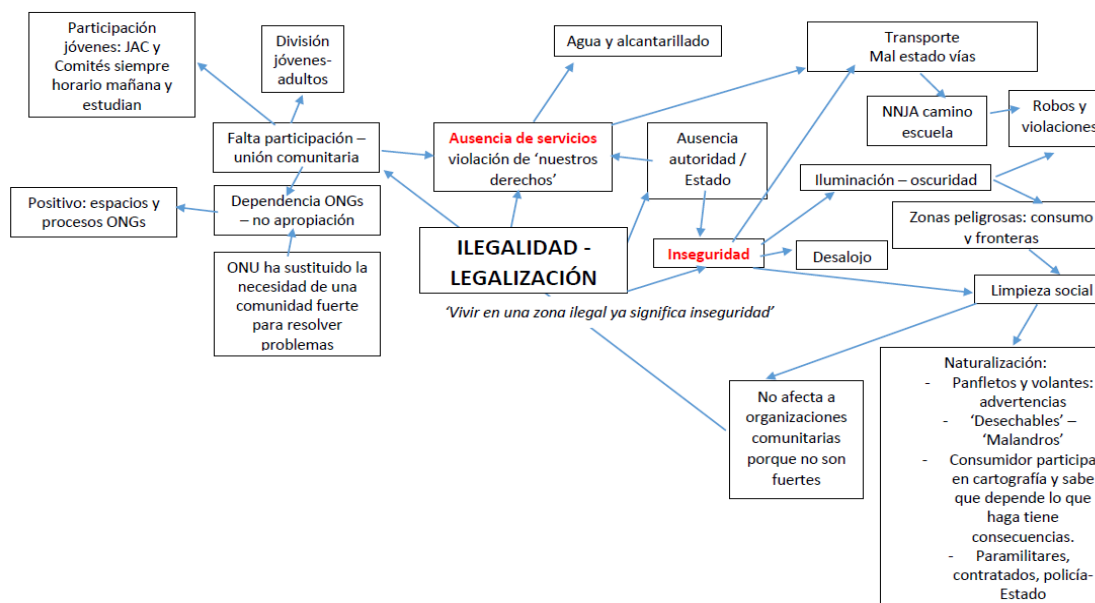 Participación
jóvenes: JAC y
Comités siempre
horario mañana y
estudian
División
jóvenes-
adultos
Agua y alcantarillado
Transporte
Mal estado vías
Falta participación –
unión comunitaria
Ausencia de servicios
violación de ‘nuestros
derechos’
Ausencia
autoridad /
Estado
NNJA camino
escuela
Robos y
violaciones
Iluminación – oscuridad
Positivo: espacios y
procesos ONGs
Dependencia ONGs
– no apropiación
Zonas peligrosas: consumo
y fronteras
ILEGALIDAD -
LEGALIZACIÓN
Inseguridad
Desalojo
ONU ha sustituido la
necesidad de una
comunidad fuerte
para resolver
problemas
Limpieza social
‘Vivir en una zona ilegal ya significa inseguridad’
No afecta a
organizaciones
comunitarias
porque no son
fuertes
Naturalización:
- Panfletos y volantes:
advertencias
- ‘Desechables’ –
‘Malandros’
- Consumidor participa
en cartografía y sabe
que depende lo que
haga tiene
consecuencias.
- Paramilitares,
contratados, policía-
Estado